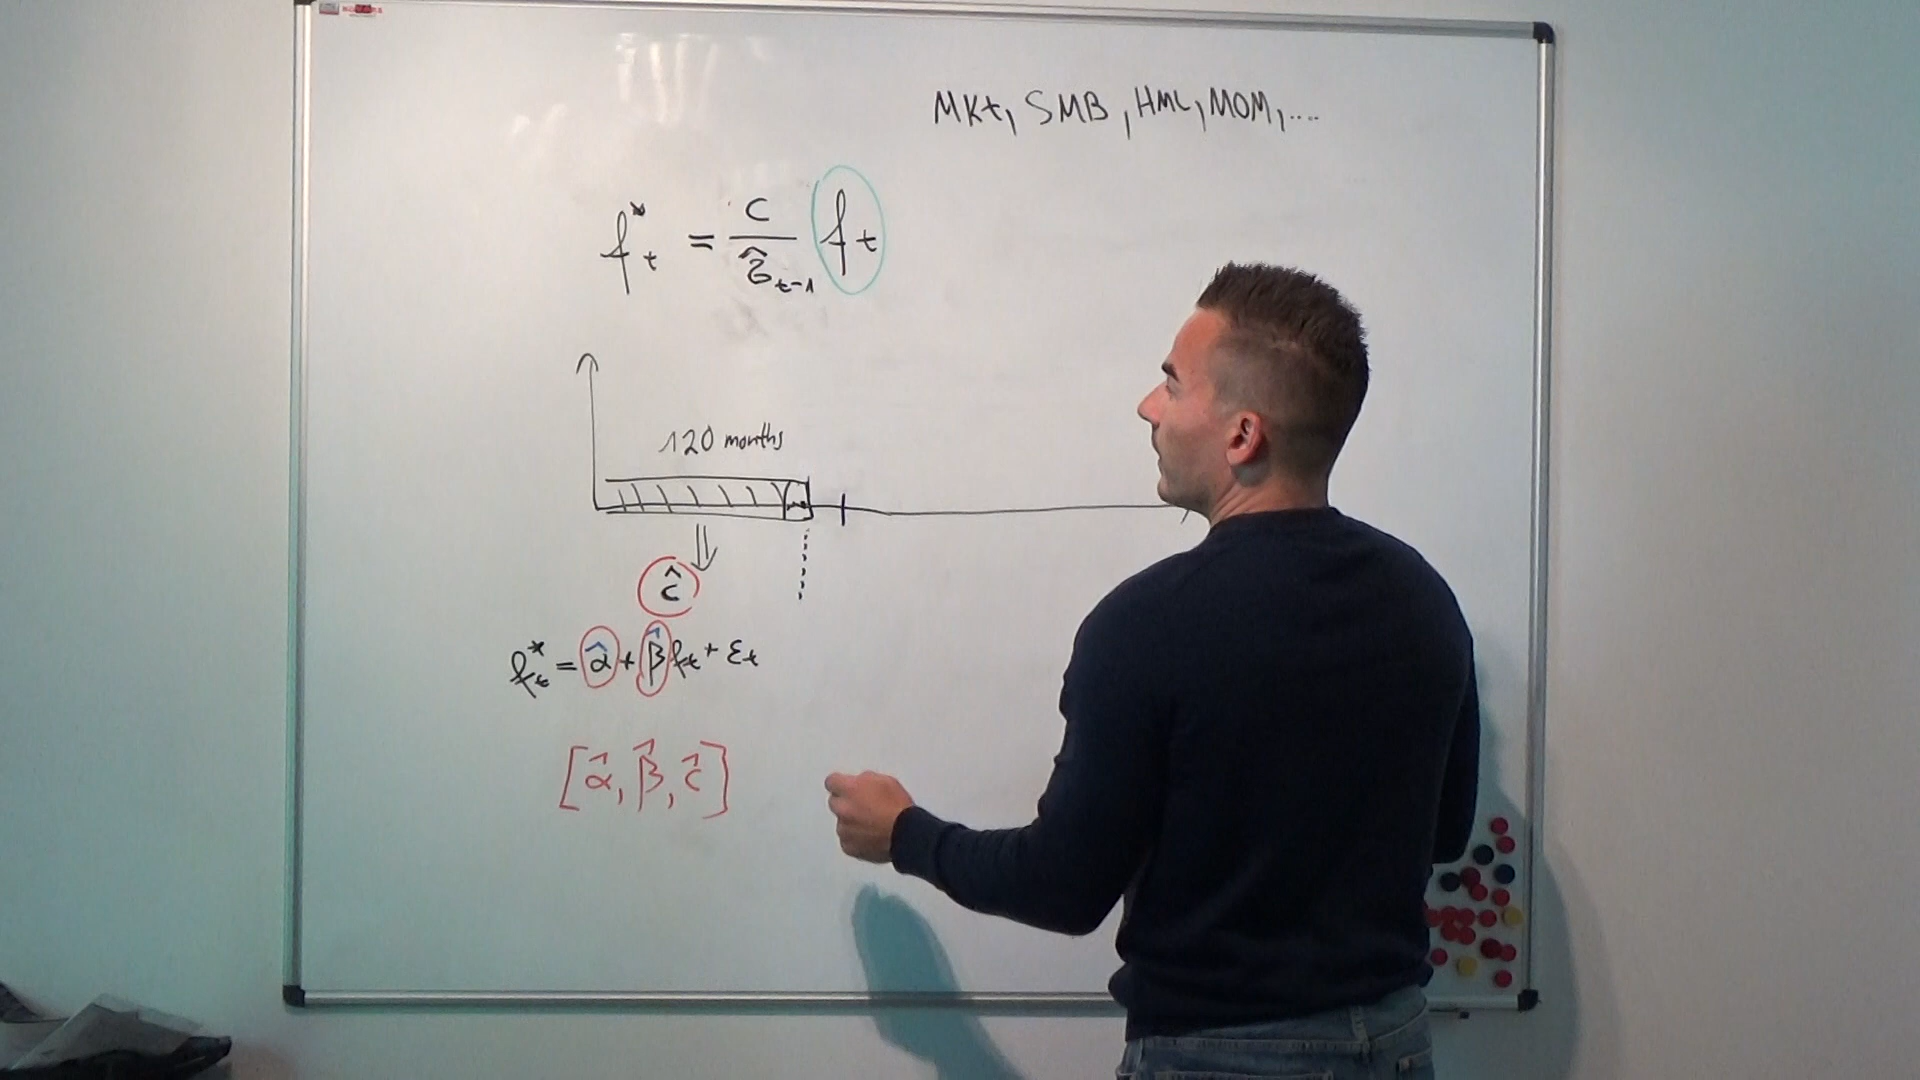 Mkt, SMB, HML, MOM, ....
f*t = c / σ̂t-1 ft
120 months
ĉ
f*t = α̂ + β̂ ft + εt
[α̂, β̂, ĉ]